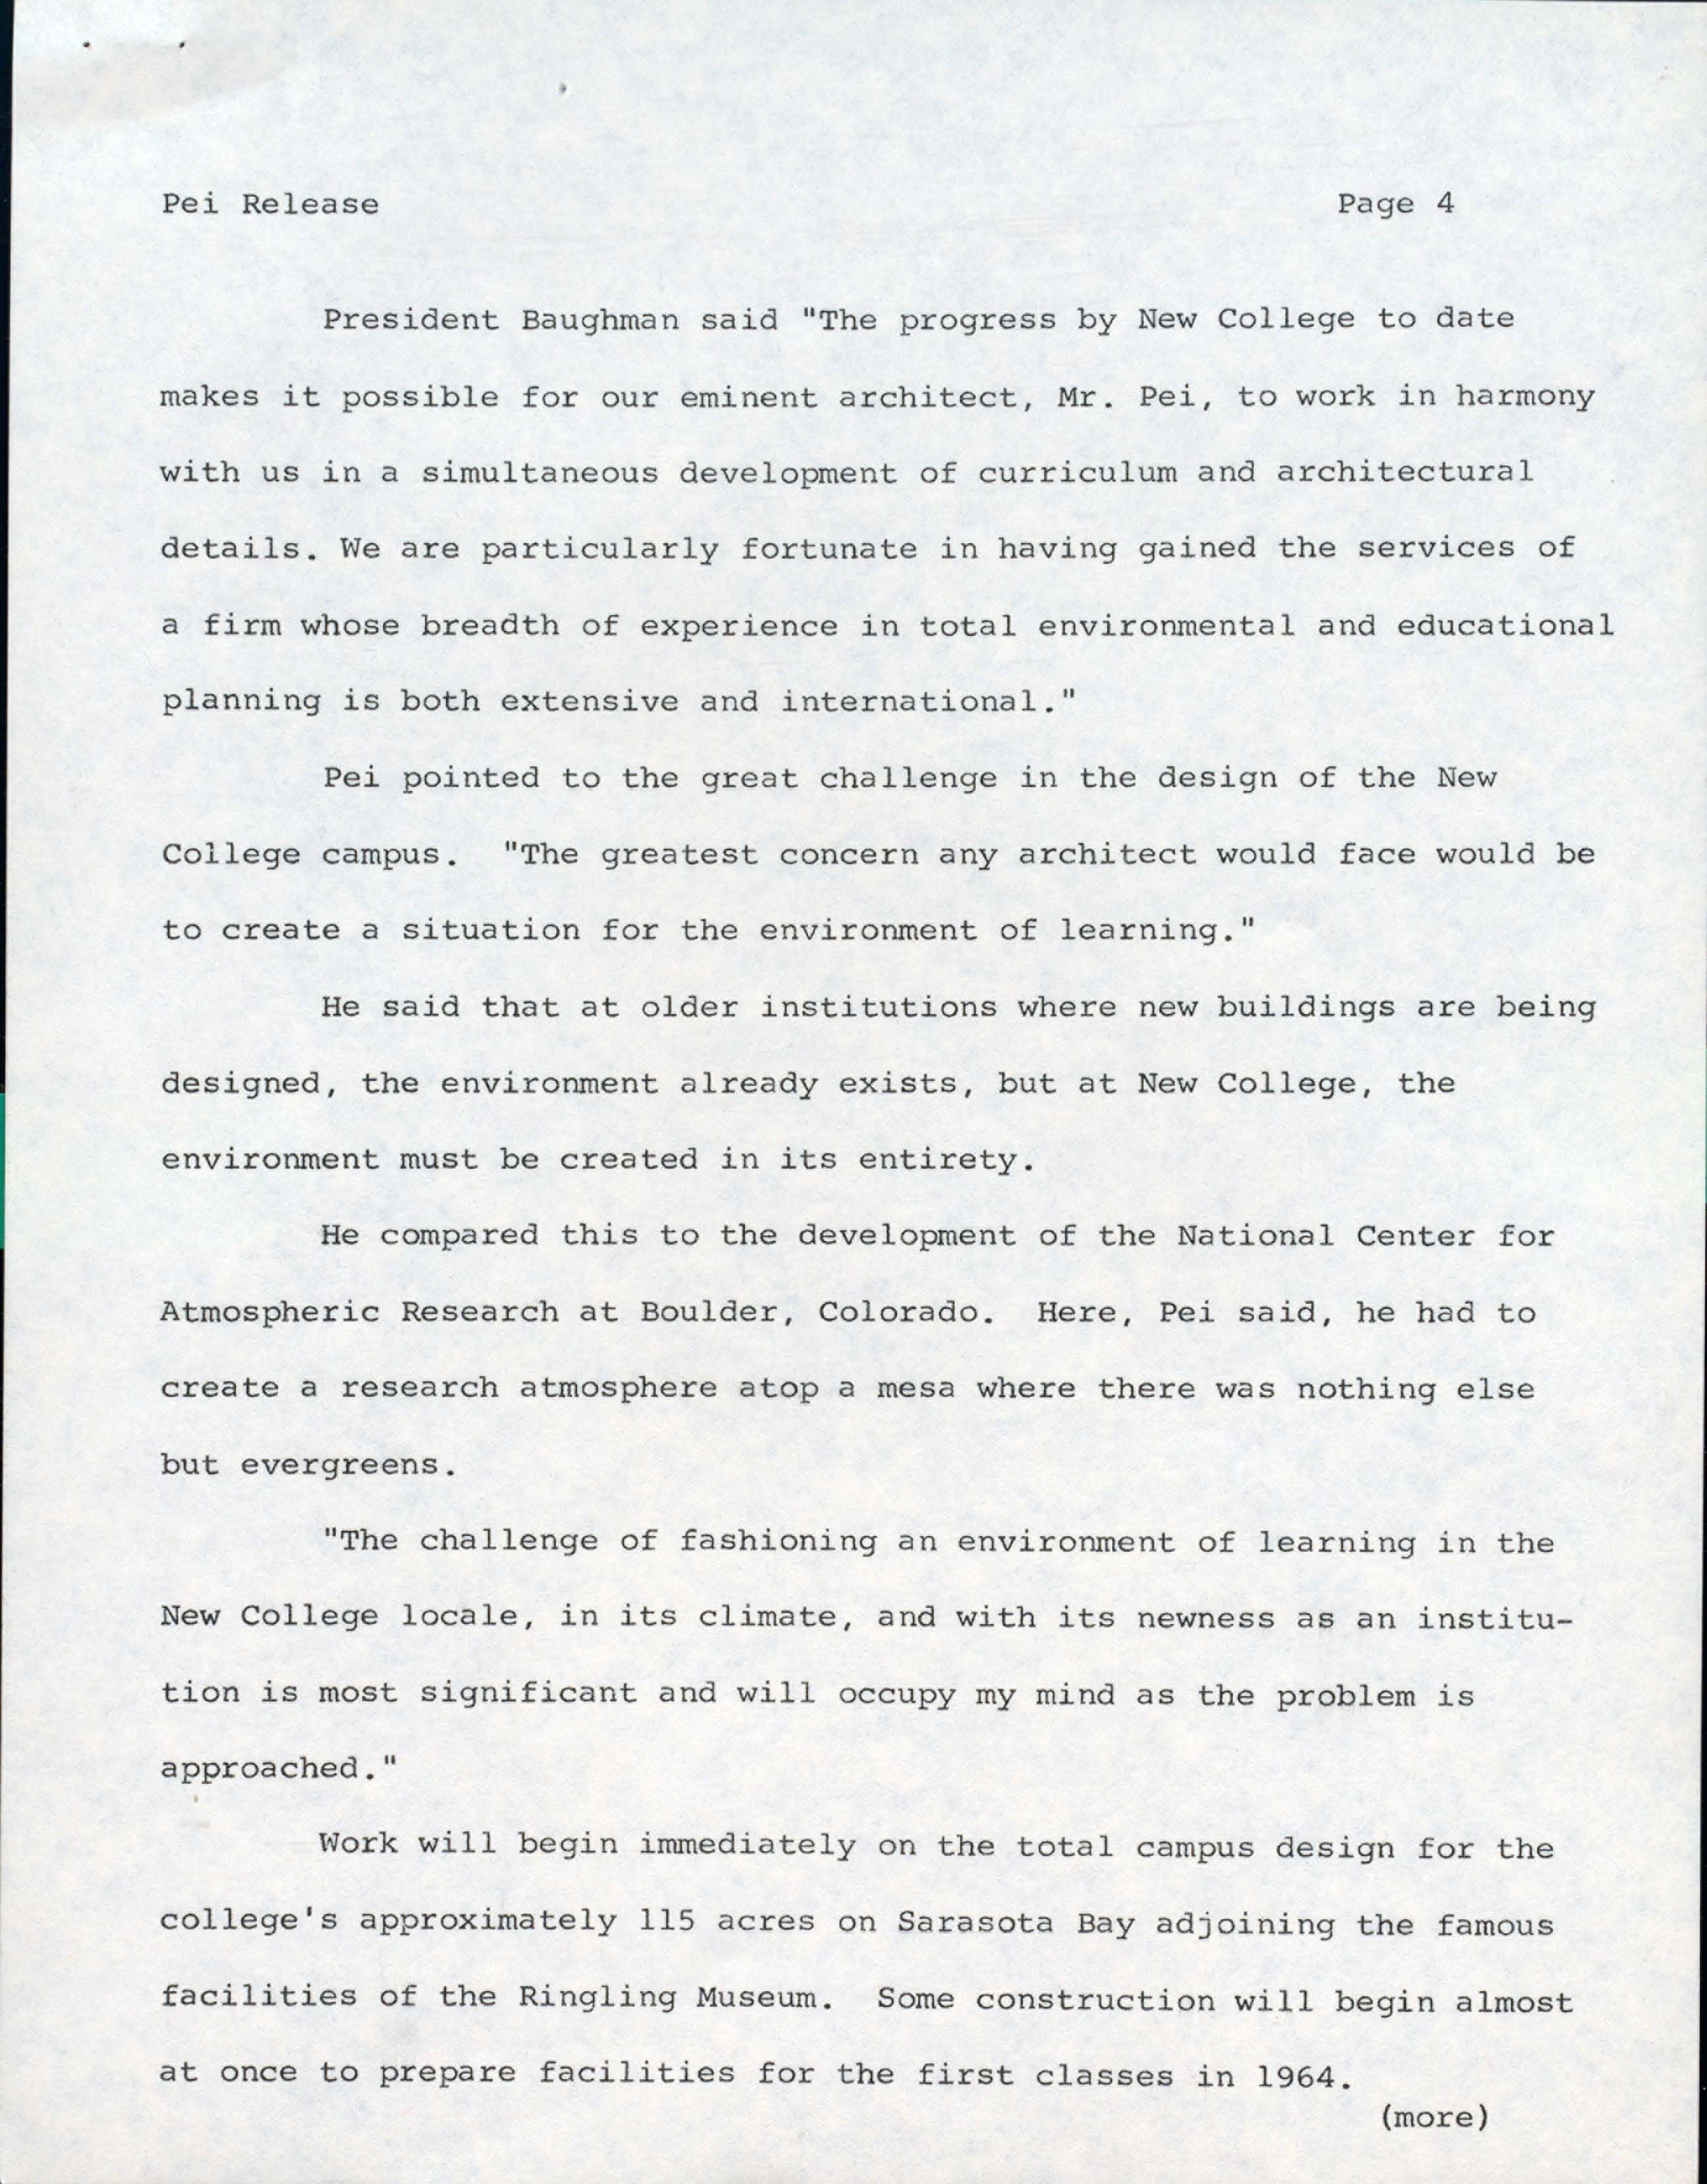 Pei Release Page 4
President Baughman said "The progress by New College to date
makes it possible for our eminent architect, Mr. Pei, to work in harmony
with us in a simultaneous development of curriculum and architectural
details. We are particularly fortunate in having gained the services of
a firm whose breadth of experience in total environmental and educational
planning is both extensive and international."
Pei pointed to the great challenge in the design of the New
College campus. "The greatest concern any architect would face would be
to create a situation for the environment of learning."
He said that at older institutions where new buildings are being
designed, the environment already exists, but at New College, the
environment must be created in its entirety.
He compared this to the development of the National Center for
Atmospheric Research at Boulder, Colorado. Here, Pei said, he had to
create a research atmosphere atop a mesa where there was nothing else
but evergreens.
"The challenge of fashioning an environment of learning in the
New College locale, in its climate, and with its newness as an institu-
tion is most significant and will occupy my mind as the problem is
approached."
Work will begin immediately on the total campus design for the
college's approximately 115 acres on Sarasota Bay adjoining the famous
facilities of the Ringling Museum. Some construction will begin almost
at once to prepare facilities for the first classes in 1964.
(more)